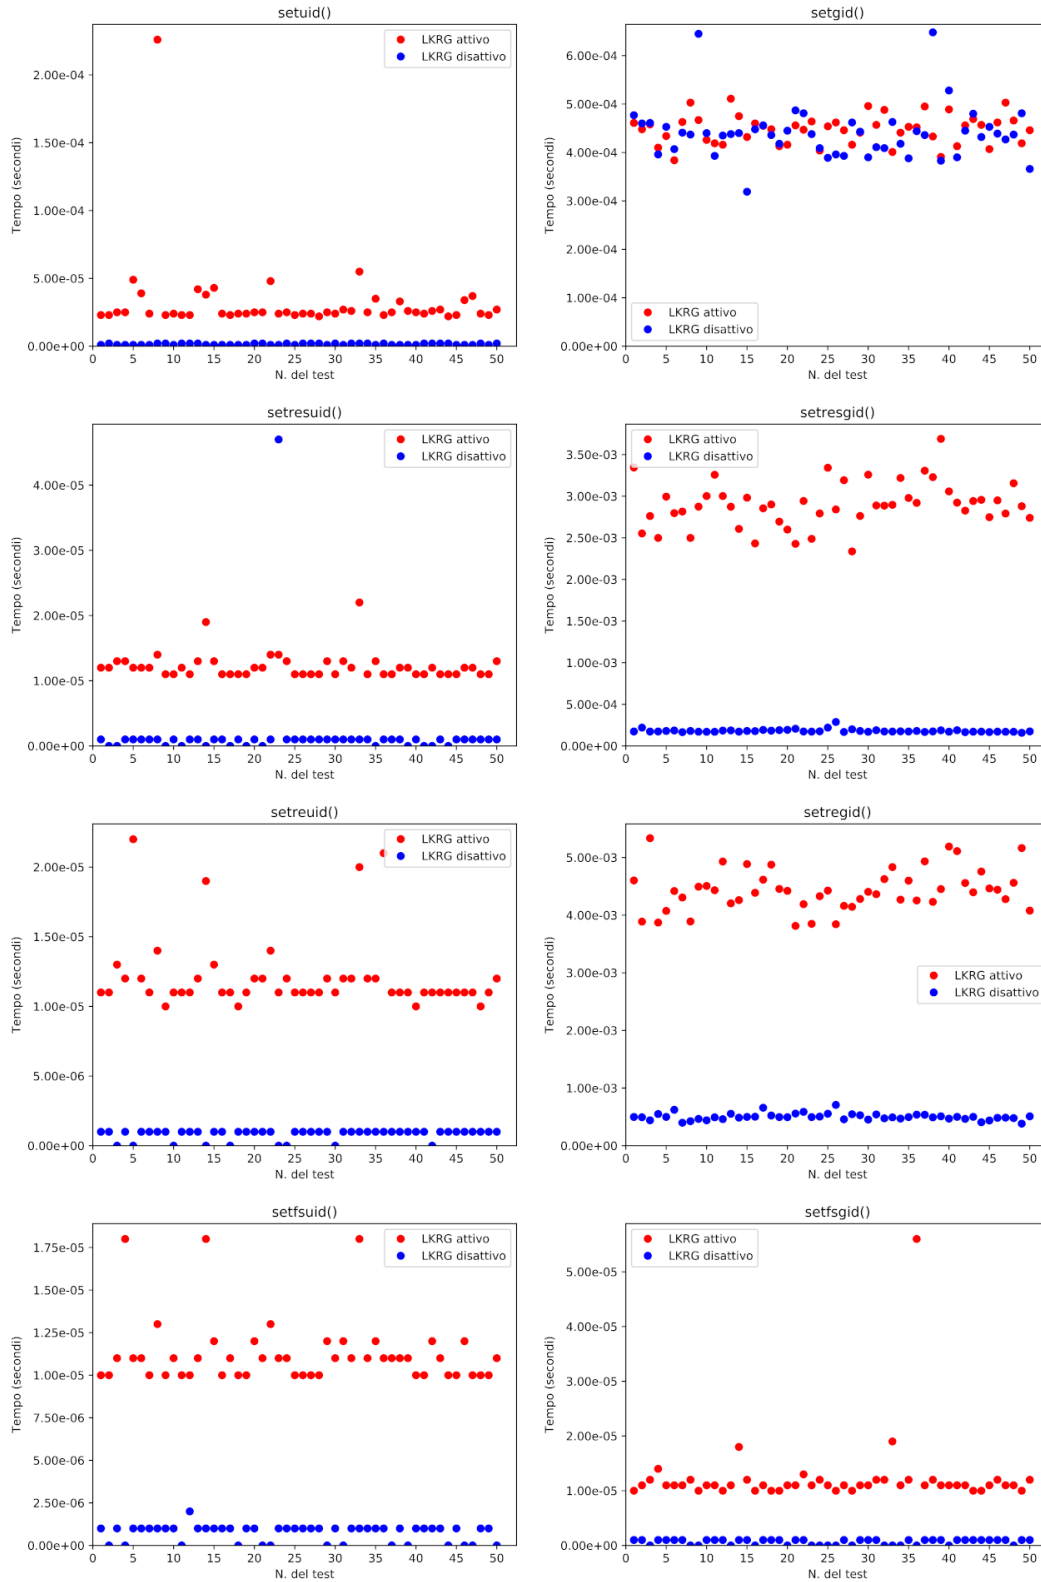 setuid()
Tempo (secondi)
2.00e-04
1.50e-04
1.00e-04
5.00e-05
0.00e+00
LKRG attivo
LKRG disattivo
0 5 10 15 20 25 30 35 40 45 50
N. del test
setgid()
Tempo (secondi)
6.00e-04
5.00e-04
4.00e-04
3.00e-04
2.00e-04
1.00e-04
0.00e+00
LKRG attivo
LKRG disattivo
0 5 10 15 20 25 30 35 40 45 50
N. del test
setresuid()
Tempo (secondi)
4.00e-05
3.00e-05
2.00e-05
1.00e-05
0.00e+00
LKRG attivo
LKRG disattivo
0 5 10 15 20 25 30 35 40 45 50
N. del test
setresgid()
Tempo (secondi)
3.50e-03
3.00e-03
2.50e-03
2.00e-03
1.50e-03
1.00e-03
5.00e-04
0.00e+00
LKRG attivo
LKRG disattivo
0 5 10 15 20 25 30 35 40 45 50
N. del test
setreuid()
Tempo (secondi)
2.00e-05
1.50e-05
1.00e-05
5.00e-06
0.00e+00
LKRG attivo
LKRG disattivo
0 5 10 15 20 25 30 35 40 45 50
N. del test
setregid()
Tempo (secondi)
5.00e-03
4.00e-03
3.00e-03
2.00e-03
1.00e-03
0.00e+00
LKRG attivo
LKRG disattivo
0 5 10 15 20 25 30 35 40 45 50
N. del test
setfsuid()
Tempo (secondi)
1.75e-05
1.50e-05
1.25e-05
1.00e-05
7.50e-06
5.00e-06
2.50e-06
0.00e+00
LKRG attivo
LKRG disattivo
0 5 10 15 20 25 30 35 40 45 50
N. del test
setfsgid()
Tempo (secondi)
5.00e-05
4.00e-05
3.00e-05
2.00e-05
1.00e-05
0.00e+00
LKRG attivo
LKRG disattivo
0 5 10 15 20 25 30 35 40 45 50
N. del test